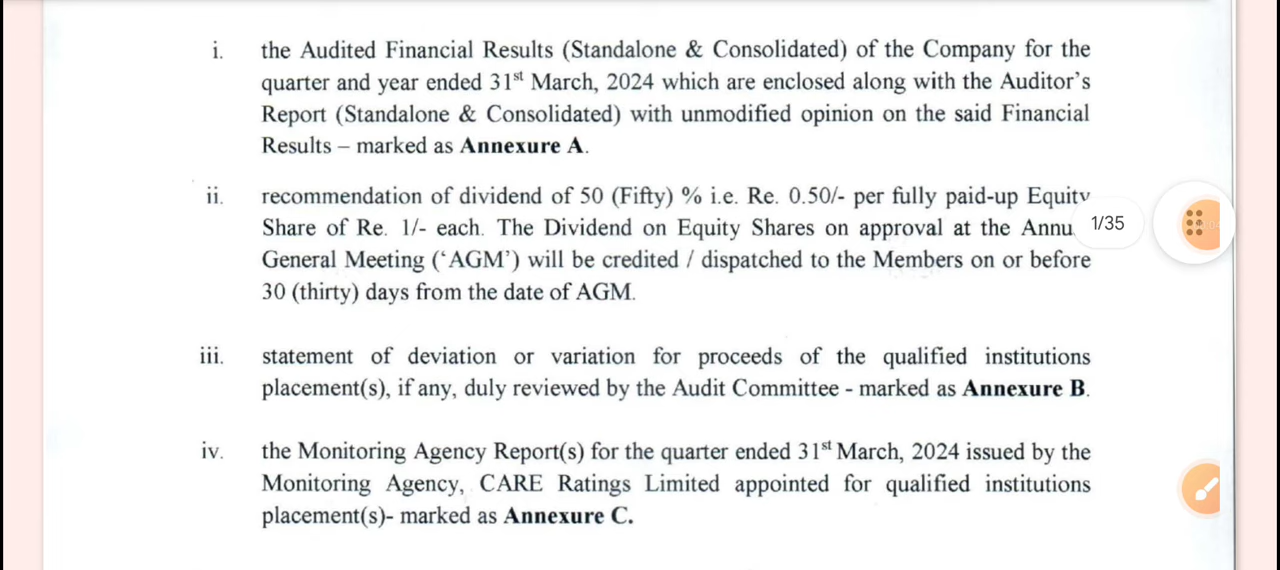 i. the Audited Financial Results (Standalone & Consolidated) of the Company for the
quarter and year ended 31st March, 2024 which are enclosed along with the Auditor's
Report (Standalone & Consolidated) with unmodified opinion on the said Financial
Results – marked as Annexure A.
ii. recommendation of dividend of 50 (Fifty) % i.e. Re. 0.50/- per fully paid-up Equity
Share of Re. 1/- each. The Dividend on Equity Shares on approval at the Annu
General Meeting ('AGM') will be credited / dispatched to the Members on or before
30 (thirty) days from the date of AGM.
1/35
iii. statement of deviation or variation for proceeds of the qualified institutions
placement(s), if any, duly reviewed by the Audit Committee - marked as Annexure B.
iv. the Monitoring Agency Report(s) for the quarter ended 31st March, 2024 issued by the
Monitoring Agency, CARE Ratings Limited appointed for qualified institutions
placement(s)- marked as Annexure C.